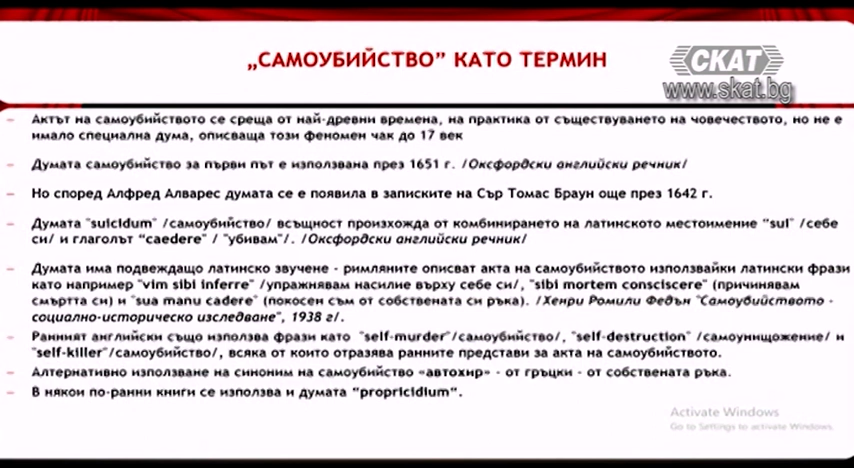 „САМОУБИЙСТВО” КАТО ТЕРМИН
СКАТ
www.skat.bg
– Актът на самоубийството се среща от най-древни времена, на практика от съществуването на човечеството, но не е
имало специална дума, описваща този феномен чак до 17 век
– Думата самоубийство за първи път е използвана през 1651 г. /Оксфордски английски речник/
– Но според Алфред Алварес думата се е появила в записките на Сър Томас Браун още през 1642 г.
– Думата "suicidum" /самоубийство/ всъщност произхожда от комбинирането на латинското местоимение “sui” /себе
си/ и глаголът “caedere” / "убивам"/. /Оксфордски английски речник/
– Думата има подвеждащо латинско звучене - римляните описват акта на самоубийството използвайки латински фрази
като например "vim sibi inferre" /упражнявам насилие върху себе си/, "sibi mortem consciscere" (причинявам
смъртта си) и "sua manu cadere" (покосен съм от собствената си ръка). /Хенри Ромили Федън "Самоубийството -
социално-историческо изследване", 1938 г/.
– Ранният английски също използва фрази като "self-murder"/самоубийство/, "self-destruction" /самоунищожение/ и
"self-killer"/самоубийство/, всяка от които отразява ранните представи за акта на самоубийството.
– Алтернативно използване на синоним на самоубийство «автохир» - от гръцки - от собствената ръка.
– В някои по-ранни книги се използва и думата “propricidium“.
Activate Windows
Go to Settings to activate Windows.